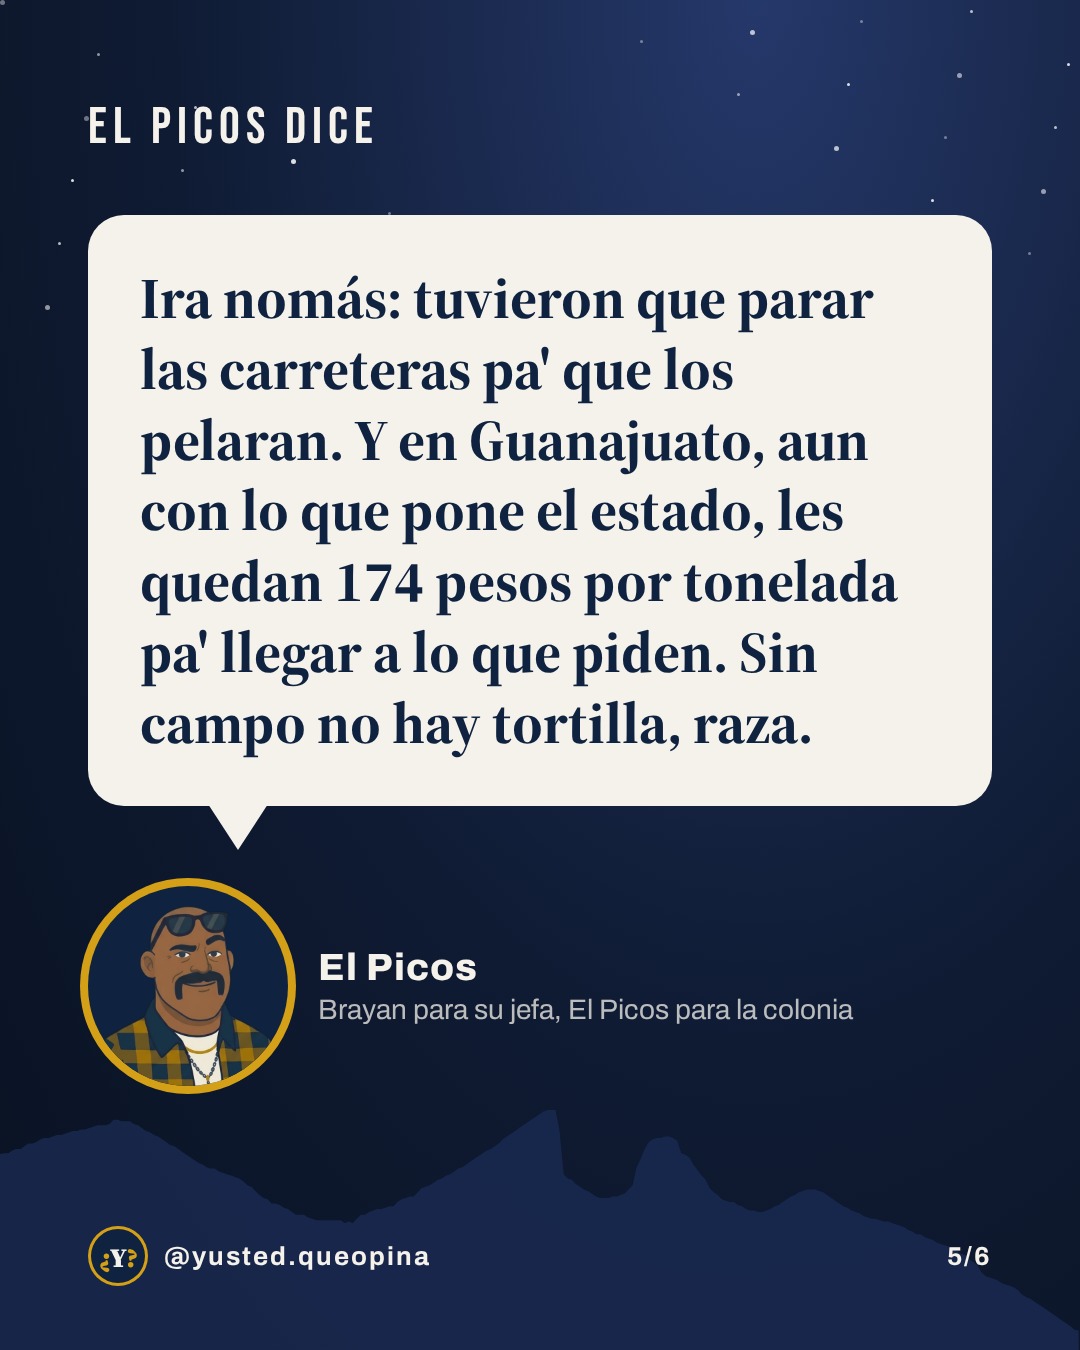 EL PICOS DICE
Ira nomás: tuvieron que parar
las carreteras pa' que los
pelaran. Y en Guanajuato, aun
con lo que pone el estado, les
quedan 174 pesos por tonelada
pa' llegar a lo que piden. Sin
campo no hay tortilla, raza.
El Picos
Brayan para su jefa, El Picos para la colonia
¿Y?
@yusted.queopina
5/6